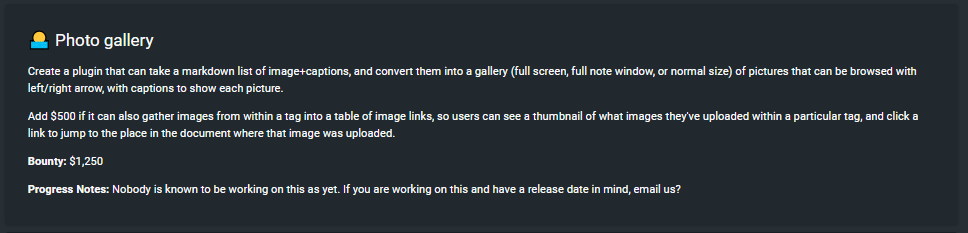 Photo gallery
Create a plugin that can take a markdown list of image+captions, and convert them into a gallery (full screen, full note window, or normal size) of pictures that can be browsed with
left/right arrow, with captions to show each picture.
Add $500 if it can also gather images from within a tag into a table of image links, so users can see a thumbnail of what images they've uploaded within a particular tag, and click a
link to jump to the place in the document where that image was uploaded.
Bounty: $1,250
Progress Notes: Nobody is known to be working on this as yet. If you are working on this and have a release date in mind, email us?